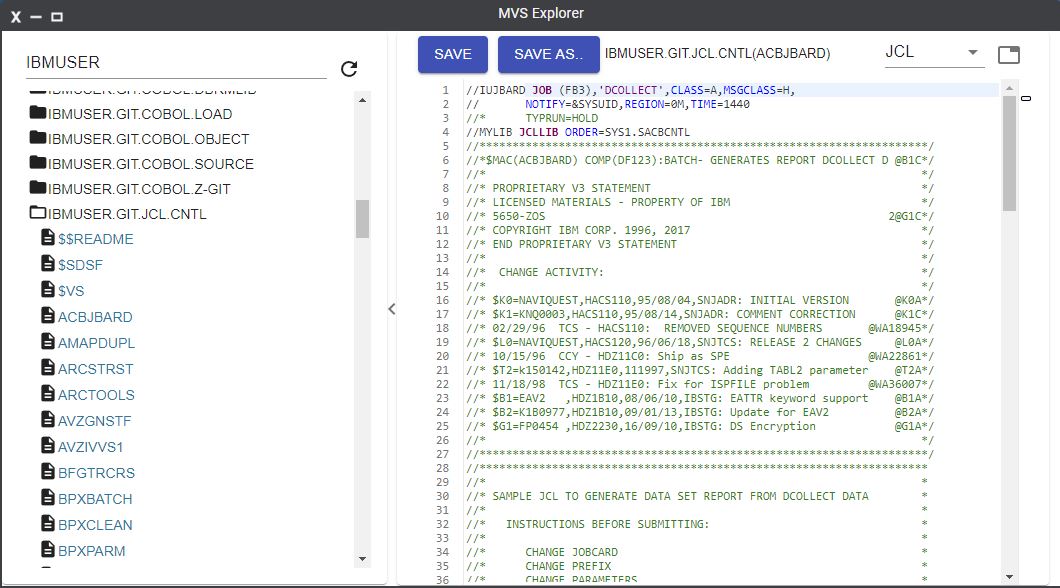 X
MVS Explorer
IBMUSER
IBMUSER.GIT.COBOL.LOAD
IBMUSER.GIT.COBOL.OBJECT
IBMUSER.GIT.COBOL.SOURCE
IBMUSER.GIT.COBOL.Z-GIT
IBMUSER.GIT.JCL.CNTL
$$README
$SDSF
$VS
ACBJBARD
AMAPDUPL
ARCSTRST
ARCTOOLS
AVZGNSTF
AVZIVVS1
BFGTRCRS
BPXBATCH
BPXCLEAN
BPXPARM
SAVE
SAVE AS..
IBMUSER.GIT.JCL.CNTL(ACBJBARD)
JCL
1 //IUJBARD JOB (FB3),'DCOLLECT',CLASS=A,MSGCLASS=H,
2 //      NOTIFY=&SYSUID,REGION=0M,TIME=1440
3 //*      TYPRUN=HOLD
4 //MYLIB JCLLIB ORDER=SYS1.SACBCNTL
5 //*********************************************************************/
6 //*$MAC(ACBJBARD) COMP(DF123):BATCH- GENERATES REPORT DCOLLECT D @B1C*/
7 //*                                                                  */
8 //* PROPRIETARY V3 STATEMENT                                         */
9 //* LICENSED MATERIALS - PROPERTY OF IBM                             */
10 //* 5650-ZOS                                                    2@G1C*/
11 //* COPYRIGHT IBM CORP. 1996, 2017                                   */
12 //* END PROPRIETARY V3 STATEMENT                                     */
13 //*                                                                  */
14 //*  CHANGE ACTIVITY:                                                */
15 //*                                                                  */
16 //* $K0=NAVIQUEST,HACS110,95/08/04,SNJADR: INITIAL VERSION       @K0A*/
17 //* $K1=KNQ0003,HACS110,95/08/14,SNJADR: COMMENT CORRECTION      @K1C*/
18 //* 02/29/96  TCS - HACS110:  REMOVED SEQUENCE NUMBERS       @WA18945*/
19 //* $L0=NAVIQUEST,HACS120,96/06/18,SNJTCS: RELEASE 2 CHANGES     @L0A*/
20 //* 10/15/96  CCY - HDZ11C0: Ship as SPE                     @WA22861*/
21 //* $T2=k150142,HDZ11E0,111997,SNJTCS: Adding TABL2 parameter    @T2A*/
22 //* 11/18/98  TCS - HDZ11E0: Fix for ISPFILE problem         @WA36007*/
23 //* $B1=EAV2   ,HDZ1B10,08/06/10,IBSTG: EATTR keyword support    @B1A*/
24 //* $B2=K1B0977,HDZ1B10,09/01/13,IBSTG: Update for EAV2          @B2A*/
25 //* $G1=FP0454 ,HDZ2230,16/09/10,IBSTG: DS Encryption            @G1A*/
26 //*                                                                  */
27 //*********************************************************************/
28 //*********************************************************************
29 //*                                                                  *
30 //* SAMPLE JCL TO GENERATE DATA SET REPORT FROM DCOLLECT DATA        *
31 //*                                                                  *
32 //*   INSTRUCTIONS BEFORE SUBMITTING:                                *
33 //*                                                                  *
34 //*      CHANGE JOBCARD                                              *
35 //*      CHANGE PREFIX                                               *
36 //*      CHANGE PARAMETERS                                           *